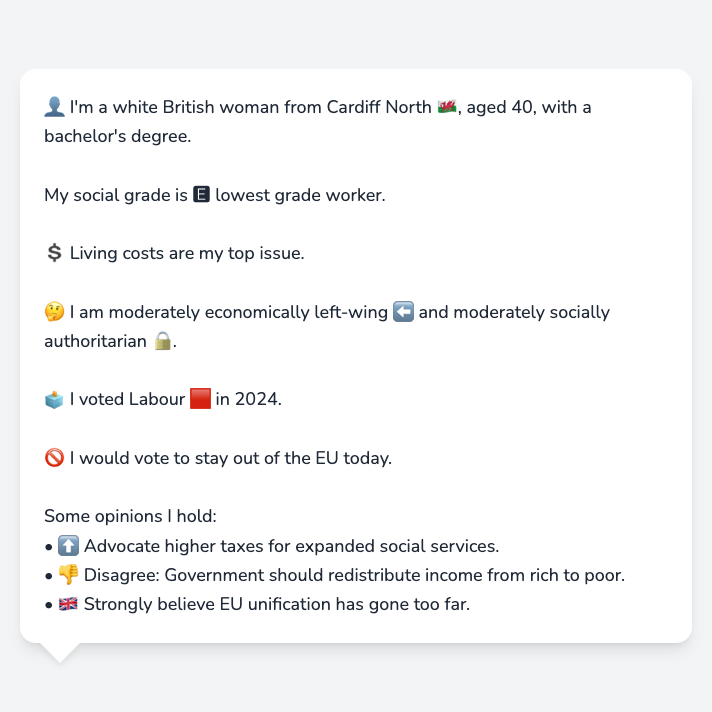 👤 I'm a white British woman from Cardiff North 🏴󠁧󠁢󠁷󠁬󠁳󠁿, aged 40, with a
bachelor's degree.
My social grade is 🅴 lowest grade worker.
💲 Living costs are my top issue.
🤔 I am moderately economically left-wing ⬅️ and moderately socially
authoritarian 🔒.
🗳️ I voted Labour 🟥 in 2024.
🚫 I would vote to stay out of the EU today.
Some opinions I hold:
• ⬆️ Advocate higher taxes for expanded social services.
• 👎 Disagree: Government should redistribute income from rich to poor.
• 🇬🇧 Strongly believe EU unification has gone too far.